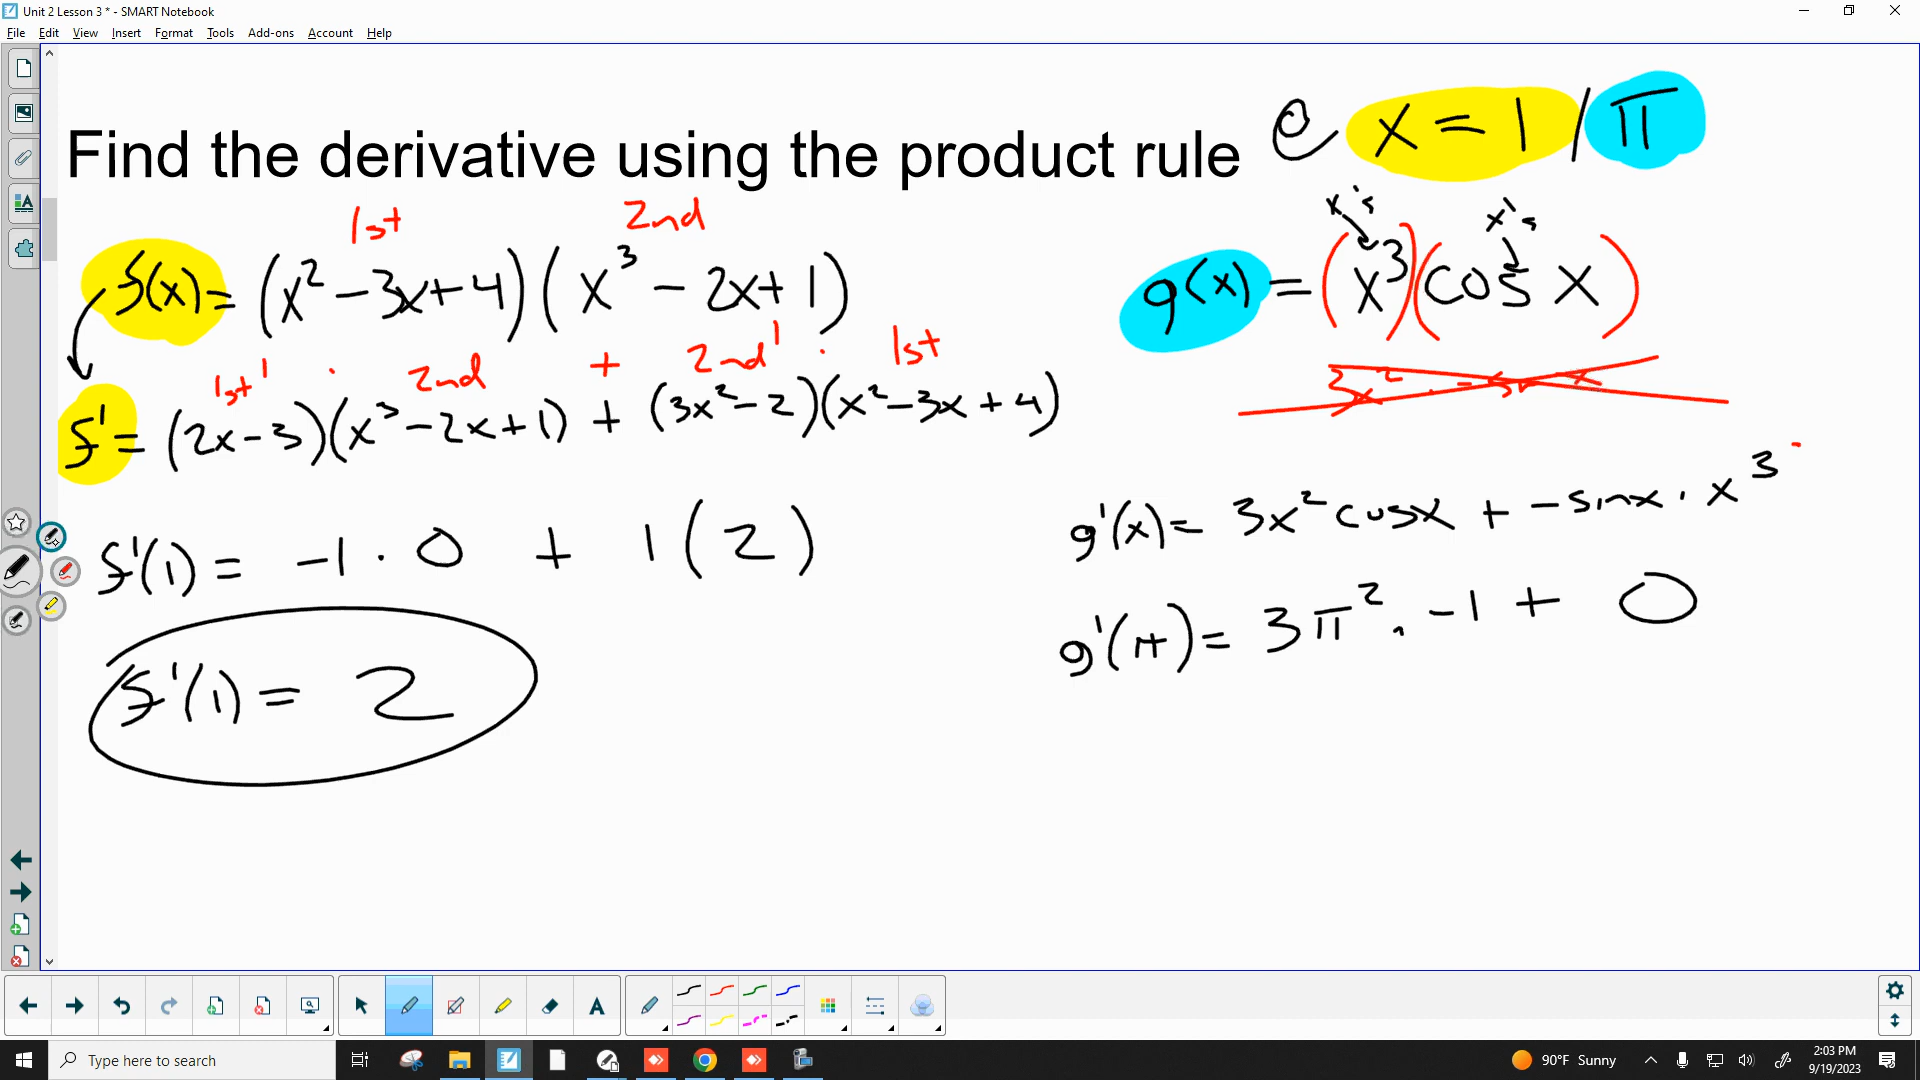 Unit 2 Lesson 3 * - SMART Notebook
File Edit View Insert Format Tools Add-ons Account Help
Find the derivative using the product rule @ x = 1 / π
1st 2nd
f(x) = (x² - 3x + 4)(x³ - 2x + 1)
1st' · 2nd + 2nd' · 1st
f' = (2x - 3)(x³ - 2x + 1) + (3x² - 2)(x² - 3x + 4)
f'(1) = -1 · 0 + 1(2)
f'(1) = 2
x's x's
g(x) = (x³)(cos x)
3x² · -sin x
g'(x) = 3x² cosx + -sinx · x³
g'(π) = 3π² · -1 + 0
Type here to search
90°F Sunny
2:03 PM
9/19/2023